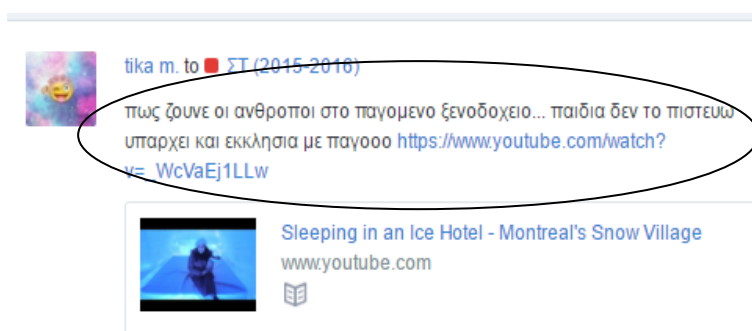 tika m. to ΣΤ (2015-2016)
πως ζουνε οι ανθροποι στο παγομενο ξενοδοχειο... παιδια δεν το πιστευω
υπαρχει και εκκλησια με παγοοο https://www.youtube.com/watch?
v=_WcVaEj1LLw
Sleeping in an Ice Hotel - Montreal's Snow Village
www.youtube.com